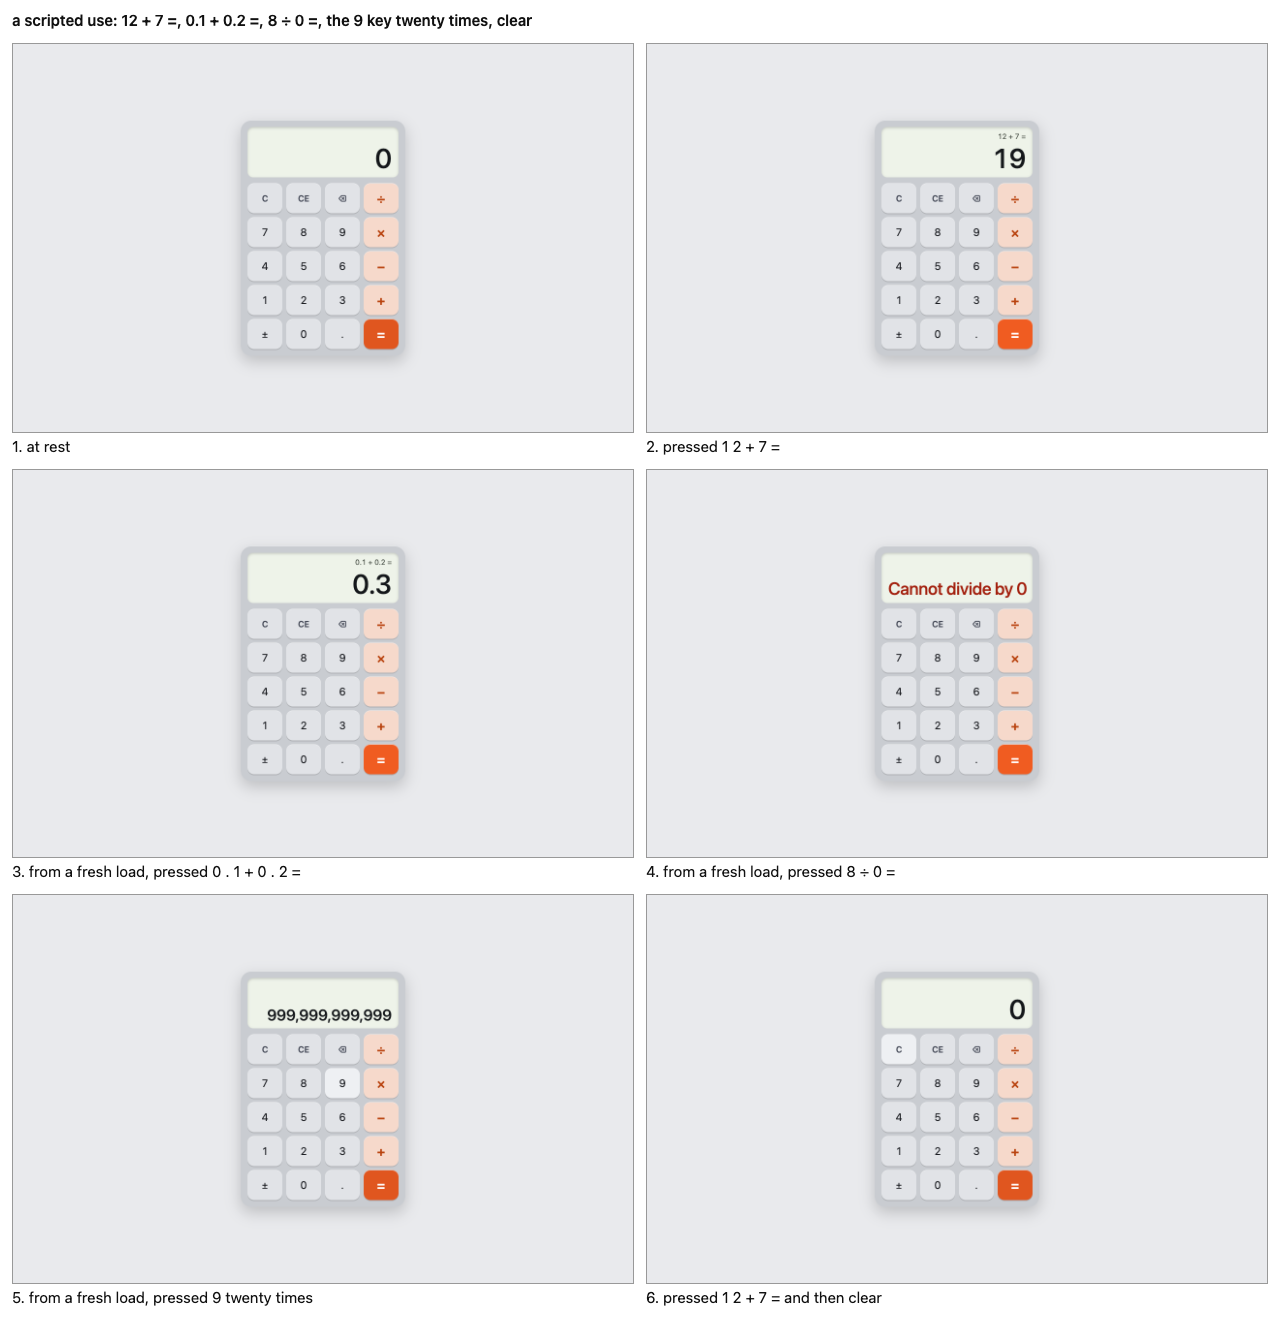 a scripted use: 12 + 7 =, 0.1 + 0.2 =, 8 ÷ 0 =, the 9 key twenty times, clear
0
C CE ⌫ ÷
7 8 9 ×
4 5 6 −
1 2 3 +
± 0 . =
1. at rest
12 + 7 =
19
C CE ⌫ ÷
7 8 9 ×
4 5 6 −
1 2 3 +
± 0 . =
2. pressed 1 2 + 7 =
0.1 + 0.2 =
0.3
C CE ⌫ ÷
7 8 9 ×
4 5 6 −
1 2 3 +
± 0 . =
3. from a fresh load, pressed 0 . 1 + 0 . 2 =
Cannot divide by 0
C CE ⌫ ÷
7 8 9 ×
4 5 6 −
1 2 3 +
± 0 . =
4. from a fresh load, pressed 8 ÷ 0 =
999,999,999,999
C CE ⌫ ÷
7 8 9 ×
4 5 6 −
1 2 3 +
± 0 . =
5. from a fresh load, pressed 9 twenty times
0
C CE ⌫ ÷
7 8 9 ×
4 5 6 −
1 2 3 +
± 0 . =
6. pressed 1 2 + 7 = and then clear